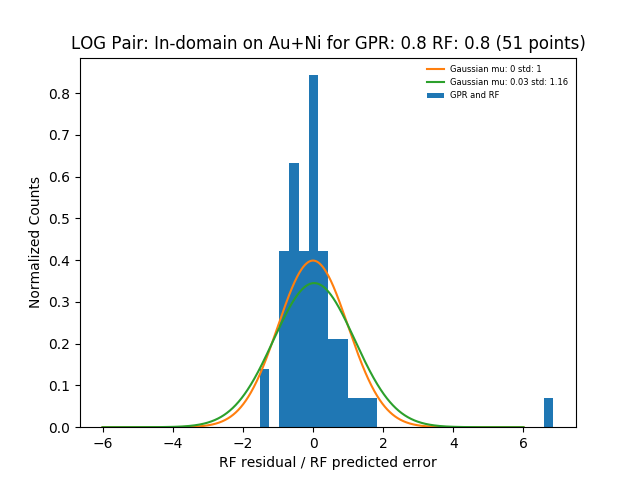 LOG Pair: In-domain on Au+Ni for GPR: 0.8 RF: 0.8 (51 points)
Gaussian mu: 0 std: 1
Gaussian mu: 0.03 std: 1.16
GPR and RF
Normalized Counts
0.8
0.7
0.6
0.5
0.4
0.3
0.2
0.1
0.0
−6 −4 −2 0 2 4 6
RF residual / RF predicted error